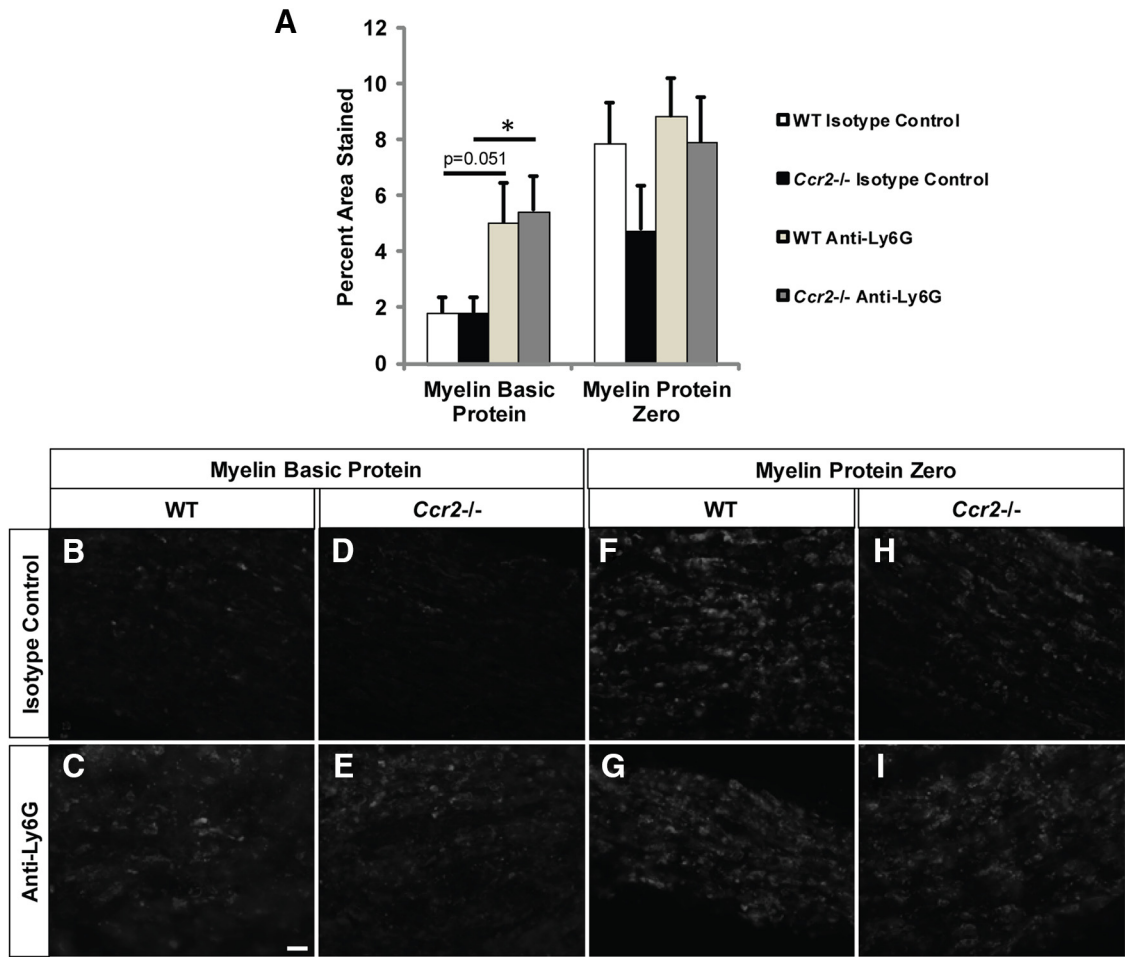 A
12
10
8
6
4
2
0
Percent Area Stained
*
p=0.051
Myelin Basic
Protein
Myelin Protein
Zero
WT Isotype Control
Ccr2-/- Isotype Control
WT Anti-Ly6G
Ccr2-/- Anti-Ly6G
Myelin Basic Protein
Myelin Protein Zero
WT
Ccr2-/-
WT
Ccr2-/-
Isotype Control
B
D
F
H
Anti-Ly6G
C
E
G
I